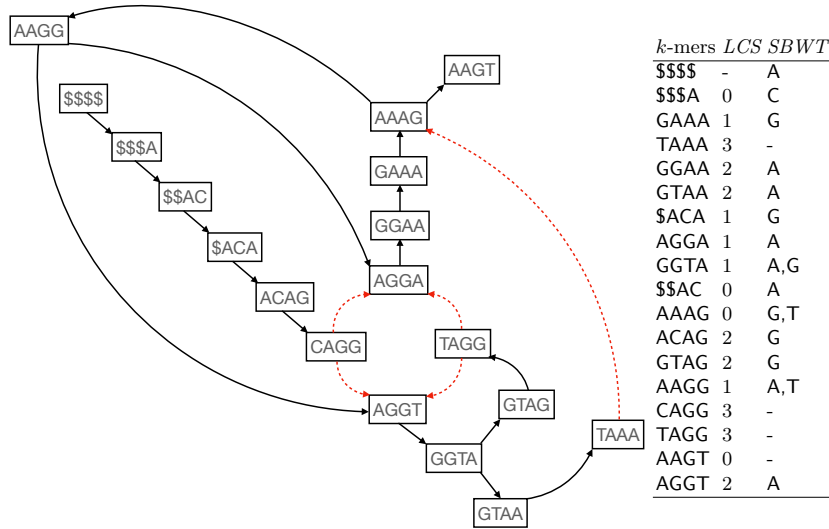 AAGG
AAGT
$$$$
AAAG
$$$A
GAAA
$$AC
GGAA
$ACA
AGGA
ACAG
CAGG
TAGG
AGGT
GTAG
TAAA
GGTA
GTAA
k-mers LCS SBWT
$$$$ - A
$$$A 0 C
GAAA 1 G
TAAA 3 -
GGAA 2 A
GTAA 2 A
$ACA 1 G
AGGA 1 A
GGTA 1 A,G
$$AC 0 A
AAAG 0 G,T
ACAG 2 G
GTAG 2 G
AAGG 1 A,T
CAGG 3 -
TAGG 3 -
AAGT 0 -
AGGT 2 A